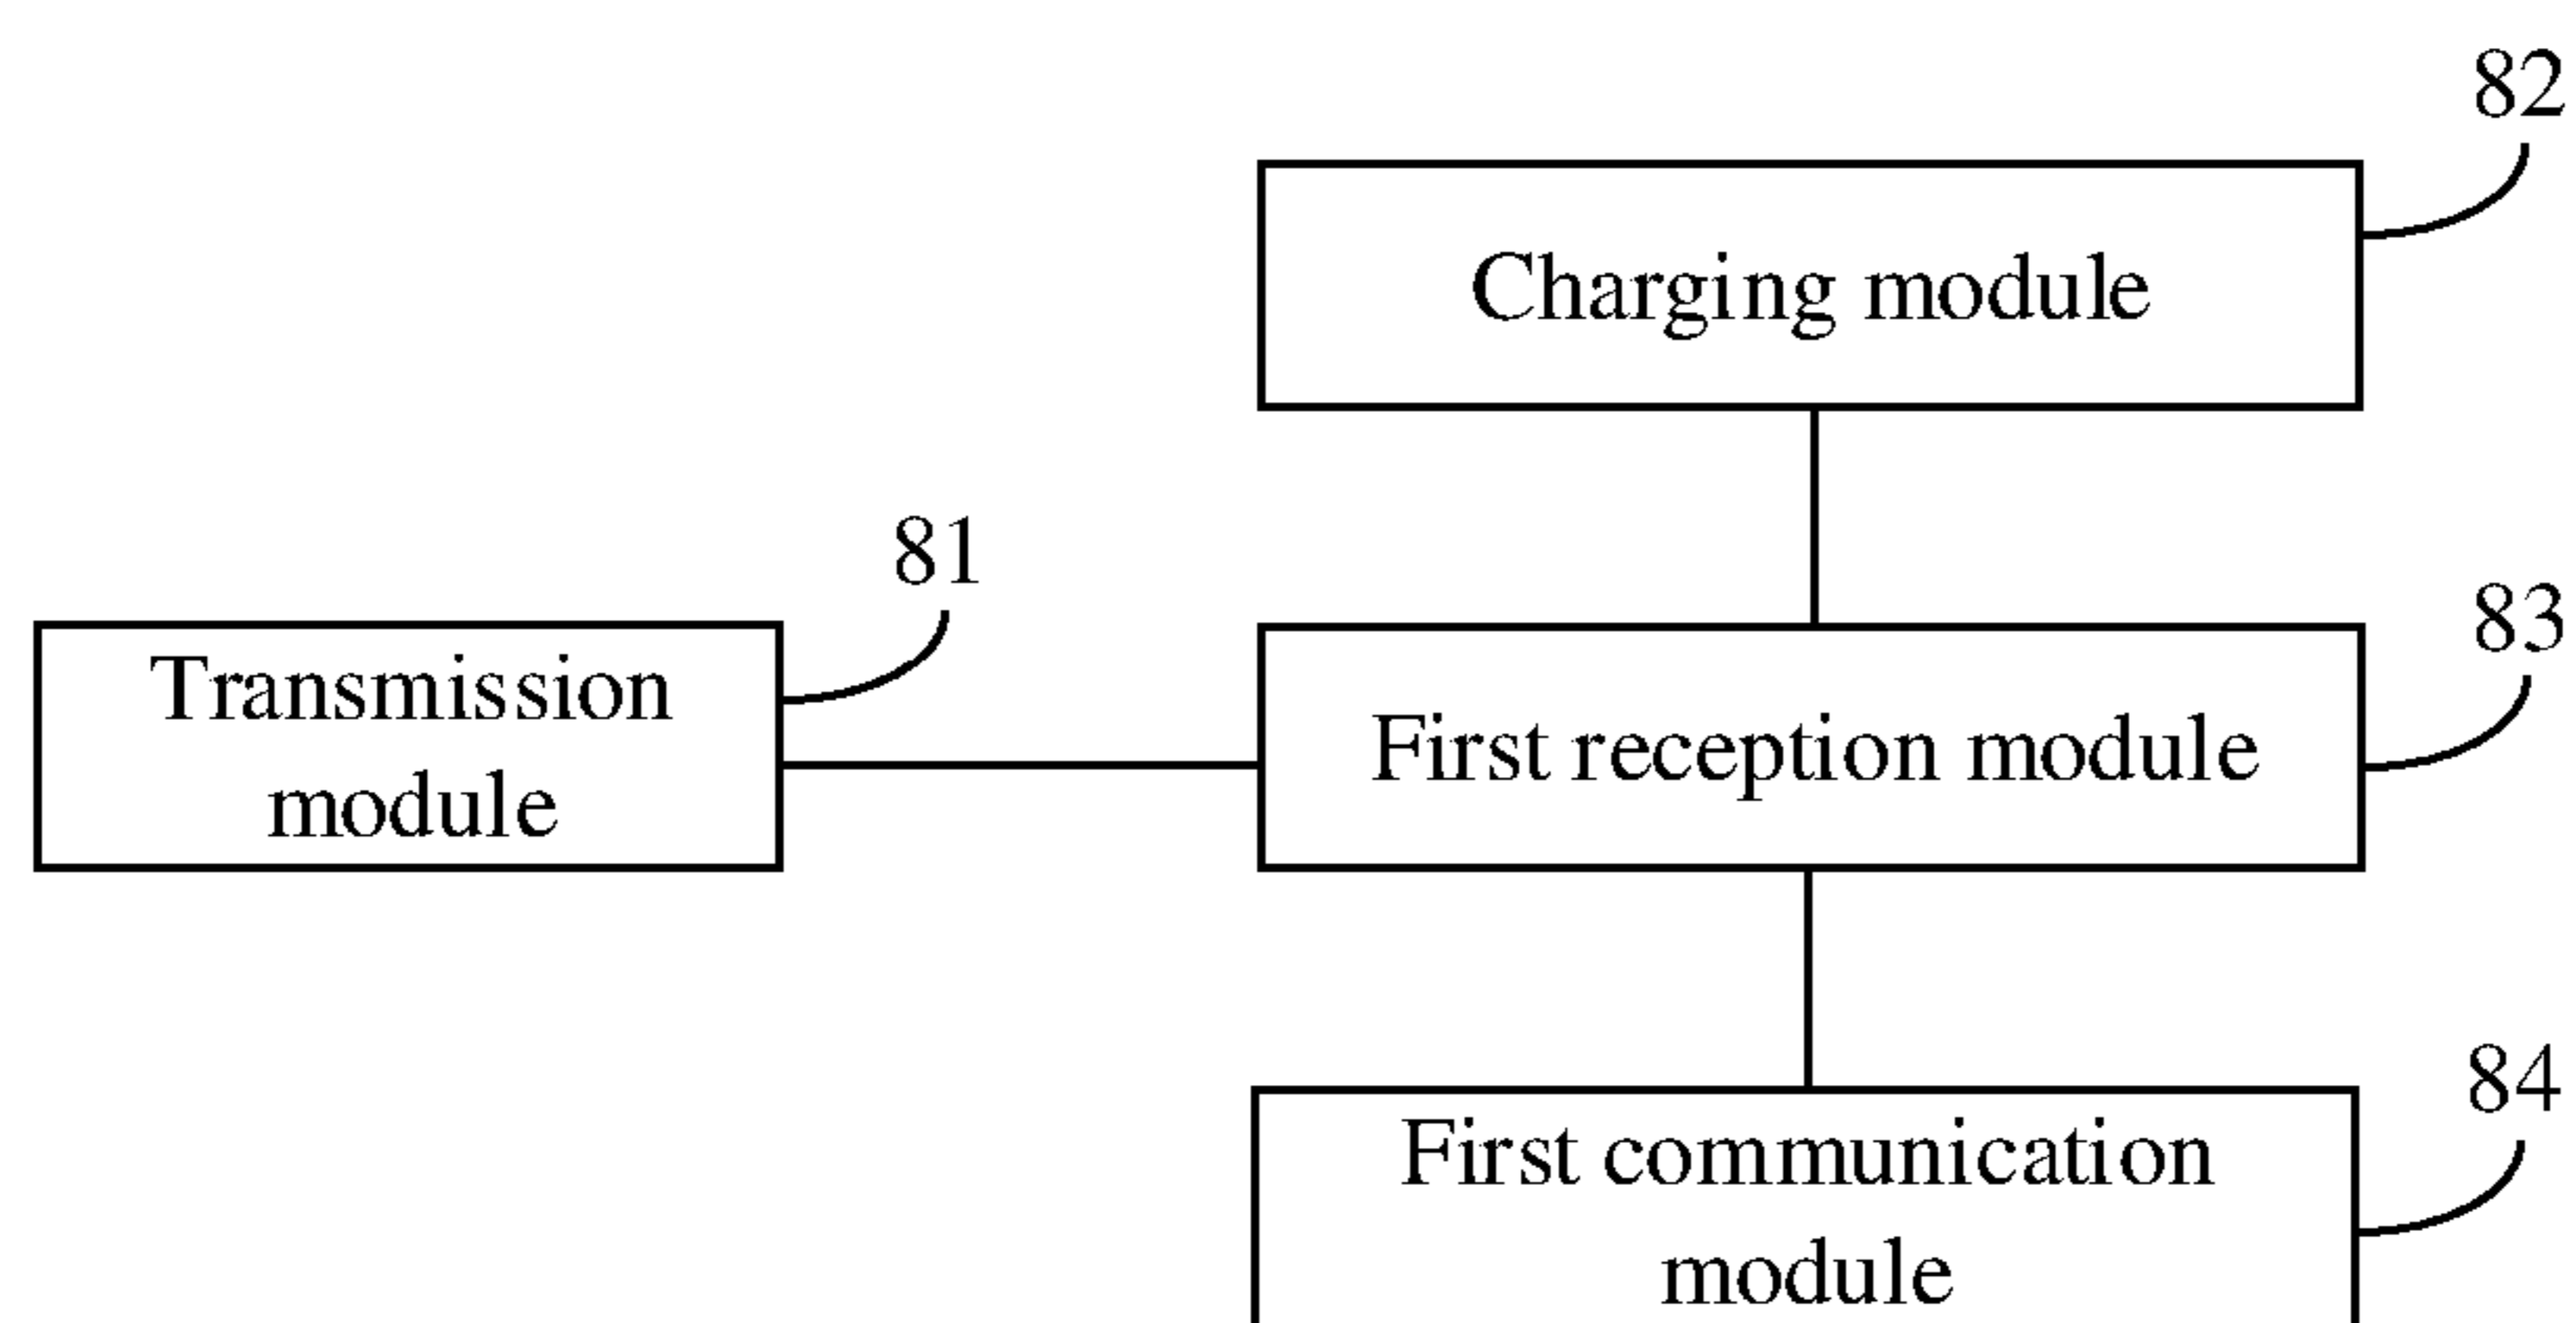 82
Charging module
81
Transmission
module
83
First reception module
84
First communication
module